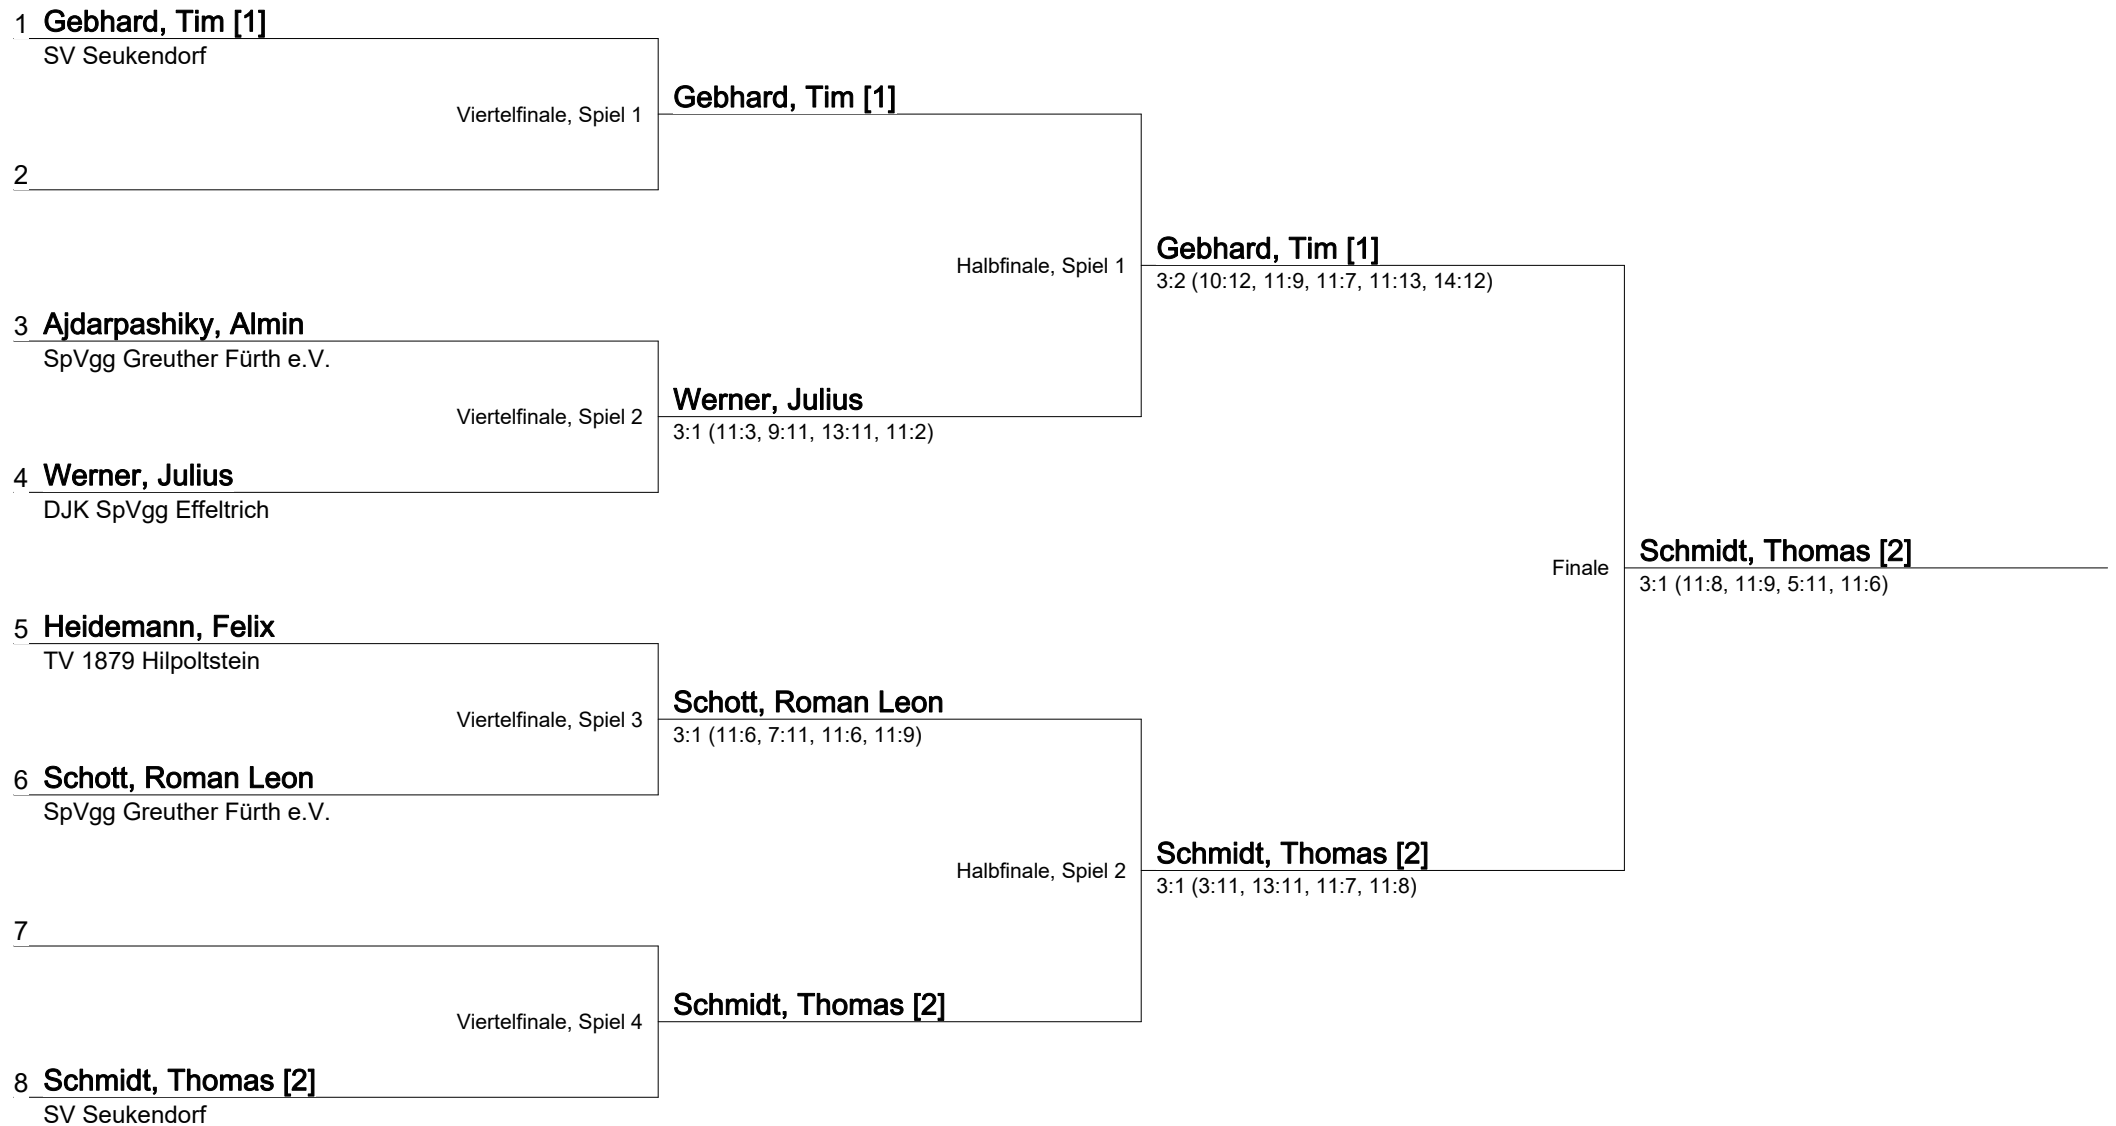 1 Gebhard, Tim [1]
SV Seukendorf
Viertelfinale, Spiel 1
Gebhard, Tim [1]
2
Halbfinale, Spiel 1
Gebhard, Tim [1]
3:2 (10:12, 11:9, 11:7, 11:13, 14:12)
3 Ajdarpashiky, Almin
SpVgg Greuther Fürth e.V.
Viertelfinale, Spiel 2
Werner, Julius
3:1 (11:3, 9:11, 13:11, 11:2)
4 Werner, Julius
DJK SpVgg Effeltrich
Finale
Schmidt, Thomas [2]
3:1 (11:8, 11:9, 5:11, 11:6)
5 Heidemann, Felix
TV 1879 Hilpoltstein
Viertelfinale, Spiel 3
Schott, Roman Leon
3:1 (11:6, 7:11, 11:6, 11:9)
6 Schott, Roman Leon
SpVgg Greuther Fürth e.V.
Halbfinale, Spiel 2
Schmidt, Thomas [2]
3:1 (3:11, 13:11, 11:7, 11:8)
7
Viertelfinale, Spiel 4
Schmidt, Thomas [2]
8 Schmidt, Thomas [2]
SV Seukendorf